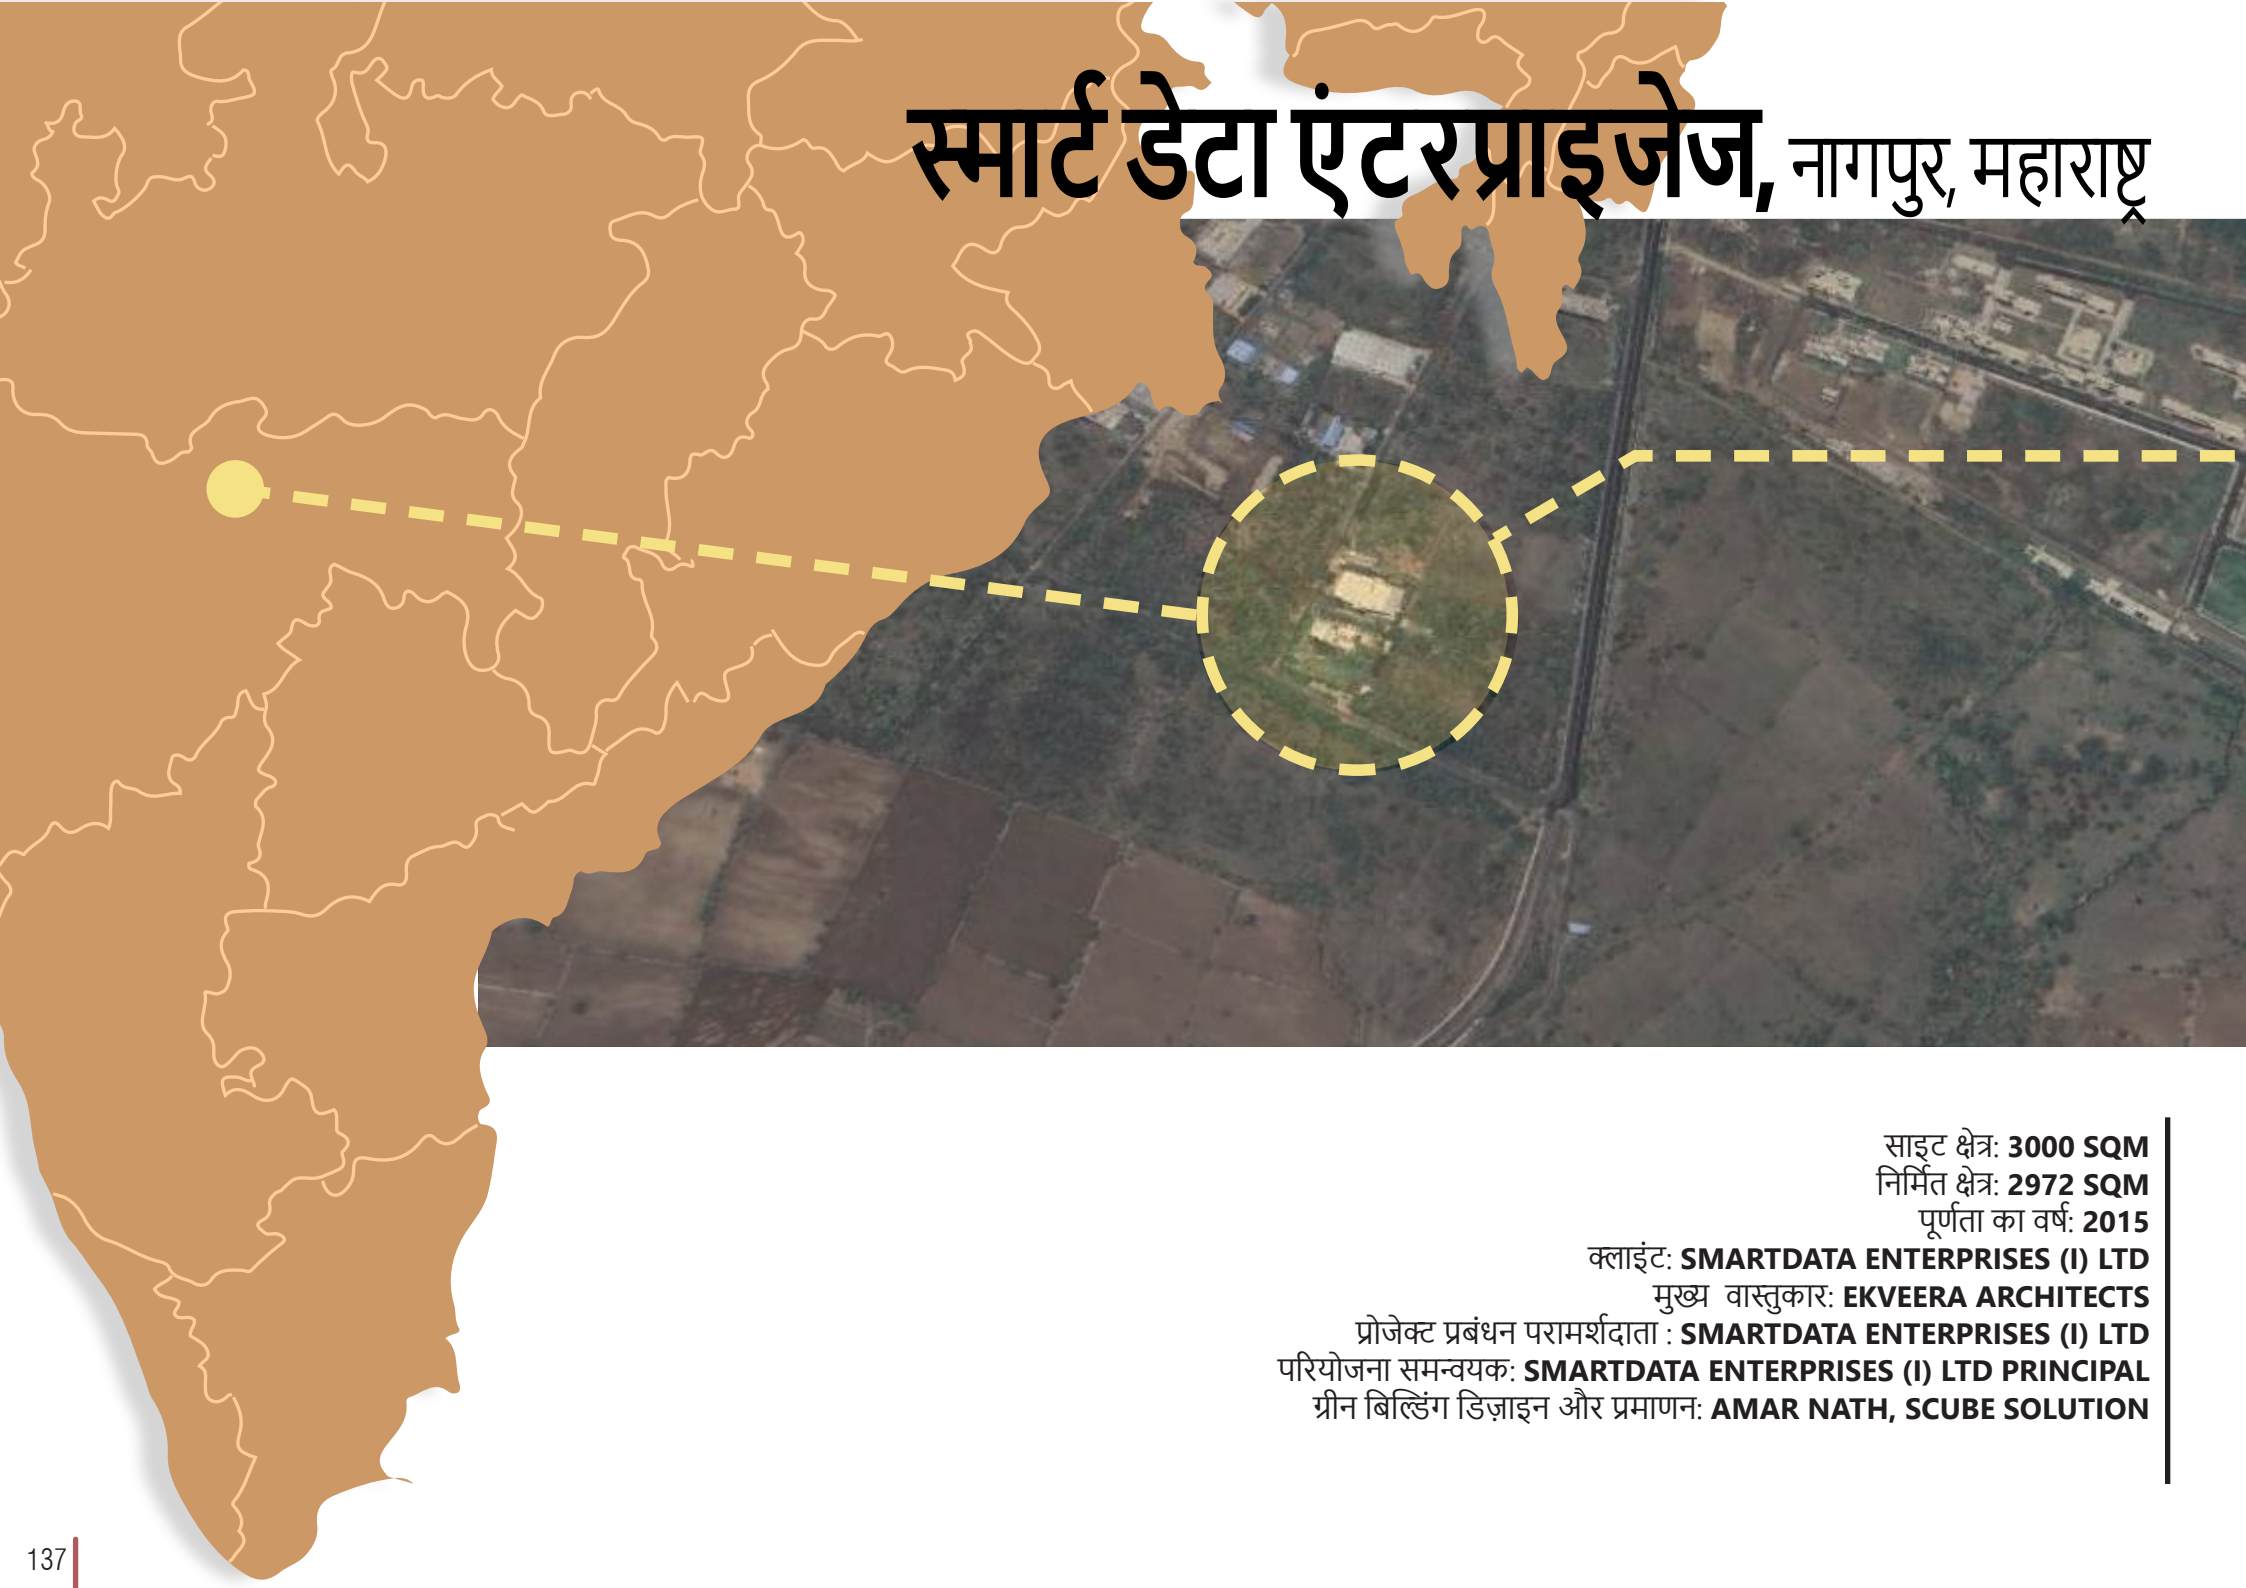 स्मार्ट डेटा एंटरप्राइजेज, नागपुर, महाराष्ट्र
साइट क्षेत्र: 3000 SQM
निर्मित क्षेत्र: 2972 SQM
पूर्णता का वर्ष: 2015
क्लाइंट: SMARTDATA ENTERPRISES (I) LTD
मुख्य वास्तुकार: EKVEERA ARCHITECTS
प्रोजेक्ट प्रबंधन परामर्शदाता : SMARTDATA ENTERPRISES (I) LTD
परियोजना समन्वयक: SMARTDATA ENTERPRISES (I) LTD PRINCIPAL
ग्रीन बिल्डिंग डिज़ाइन और प्रमाणन: AMAR NATH, SCUBE SOLUTION
137